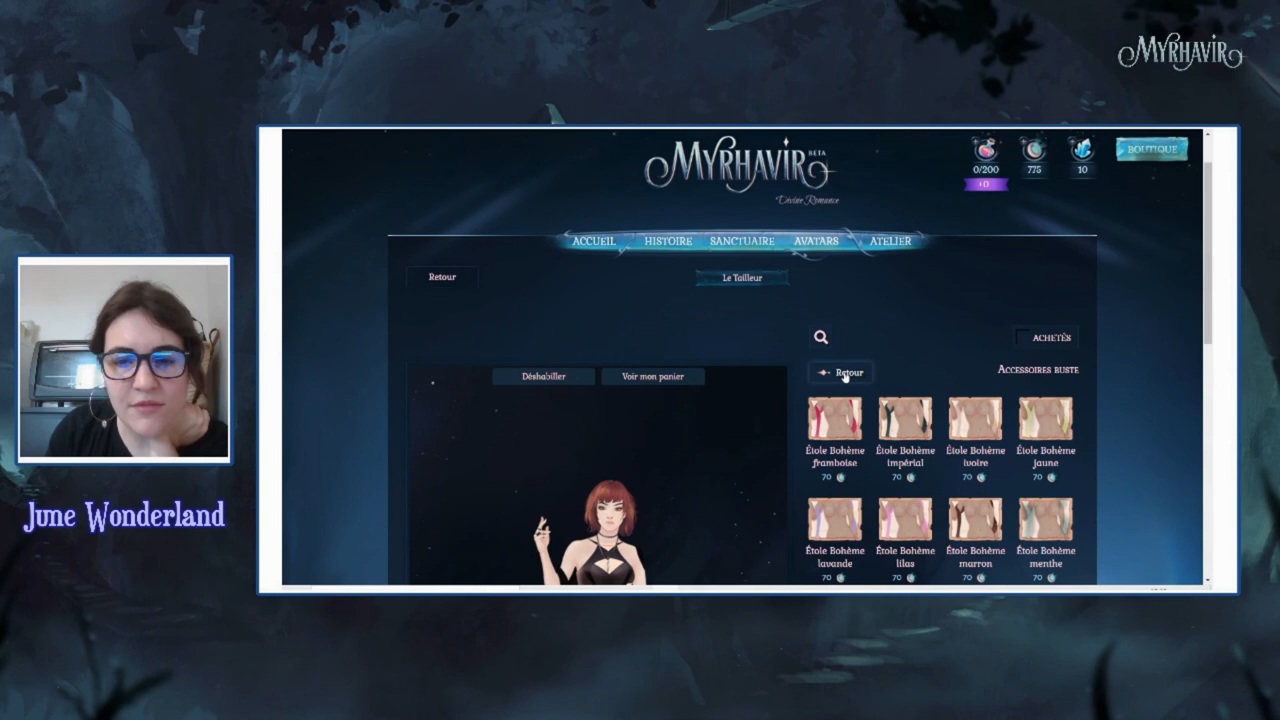 MYRHAVIR
MYRHAVIR BETA
Divine Romance
0/200
+0
775
10
BOUTIQUE
ACCUEIL
HISTOIRE
SANCTUAIRE
AVATARS
ATELIER
Retour
Le Tailleur
ACHETÉS
Déshabiller
Voir mon panier
Retour
ACCESSOIRES BUSTE
Étole Bohème framboise
70
Étole Bohème impérial
70
Étole Bohème ivoire
70
Étole Bohème jaune
70
Étole Bohème lavande
70
Étole Bohème lilas
70
Étole Bohème marron
70
Étole Bohème menthe
70
June Wonderland